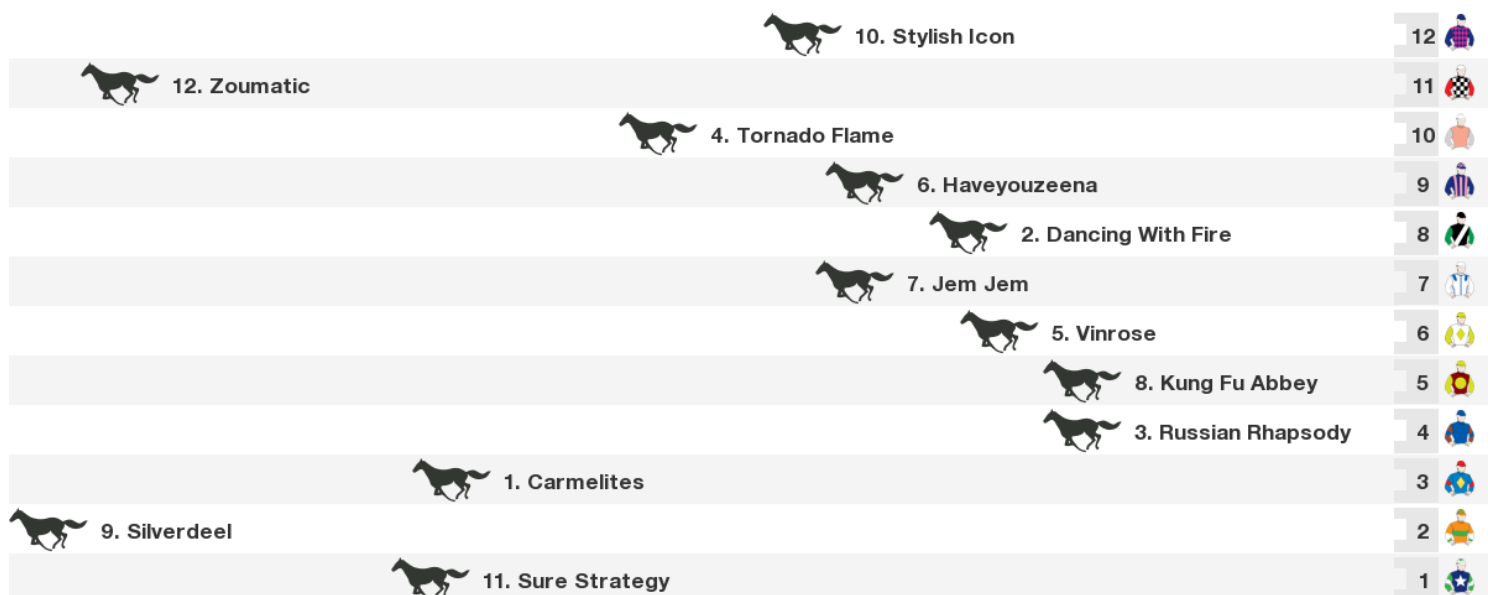 10. Stylish Icon 12
12. Zoumatic 11
4. Tornado Flame 10
6. Haveyouzeena 9
2. Dancing With Fire 8
7. Jem Jem 7
5. Vinrose 6
8. Kung Fu Abbey 5
3. Russian Rhapsody 4
1. Carmelites 3
9. Silverdeel 2
11. Sure Strategy 1